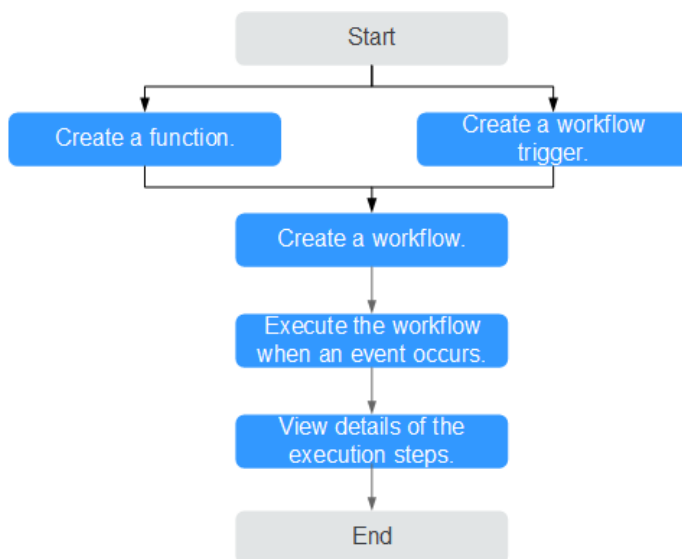 Start
Create a function.
Create a workflow
trigger.
Create a workflow.
Execute the workflow
when an event occurs.
View details of the
execution steps.
End